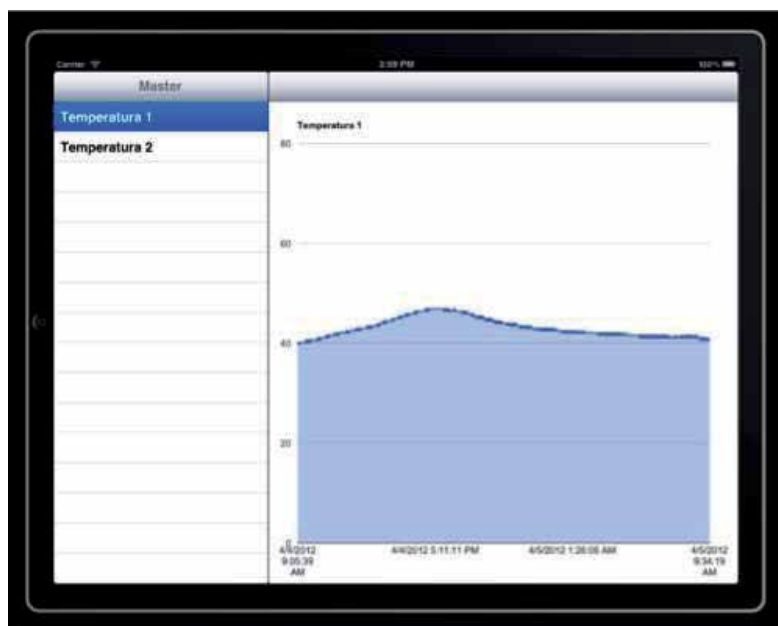 Carrier 3:59 PM 100%
Master
Temperatura 1
Temperatura 2
Temperatura 1
80
60
40
20
0
4/4/2012
9:05:39
AM
4/4/2012 5:11:11 PM
4/5/2012 1:26:06 AM
4/5/2012
9:34:19
AM